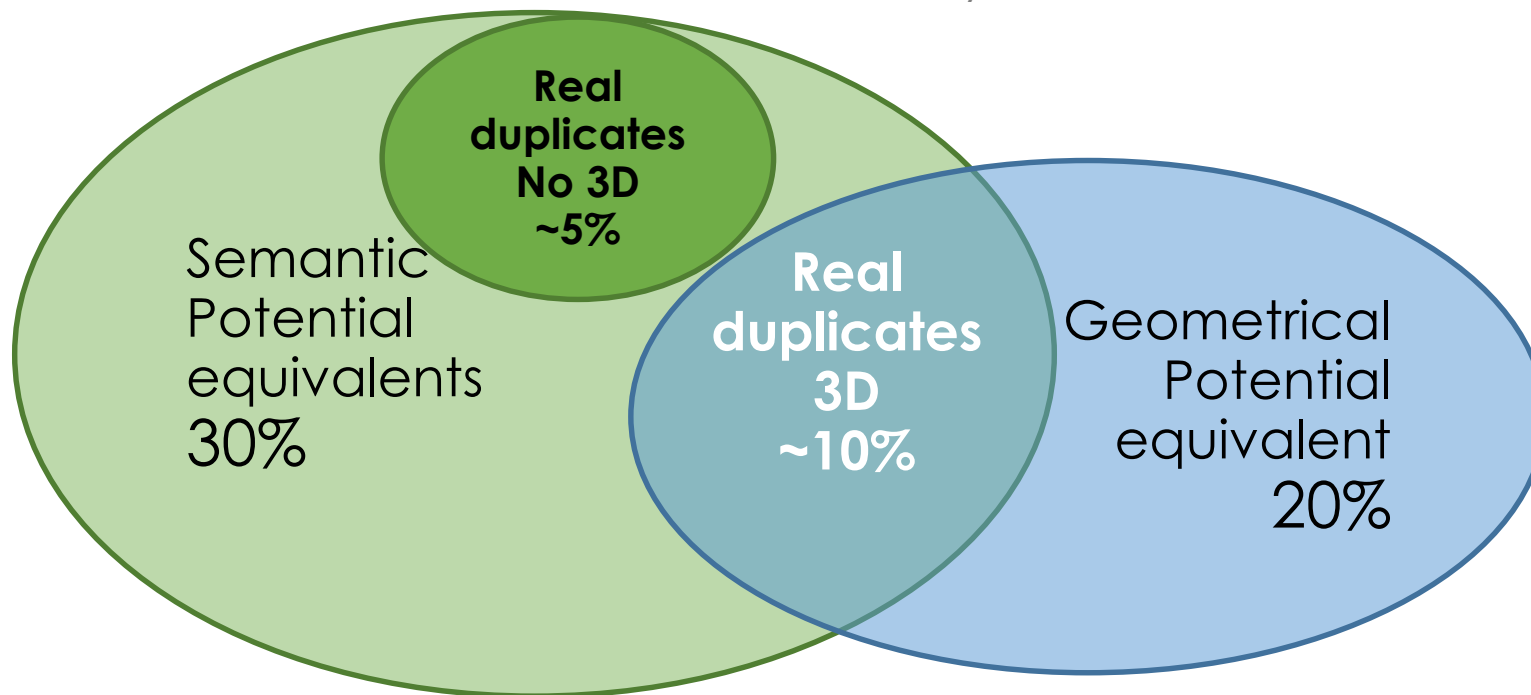 Real
duplicates
No 3D
~5%
Semantic
Potential
equivalents
30%
Real
duplicates
3D
~10%
Geometrical
Potential
equivalent
20%